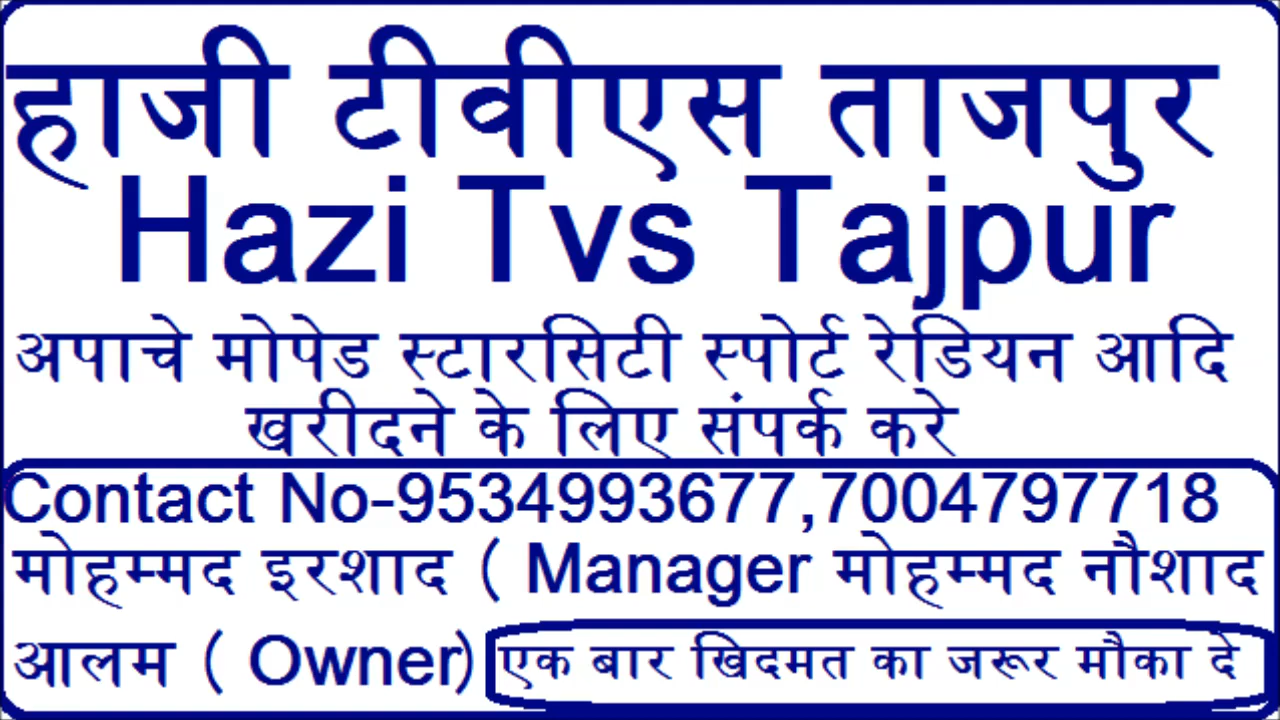 हाजी टीवीएस ताजपुर
Hazi Tvs Tajpur
अपाचे मोपेड स्टारसिटी स्पोर्ट रेडियन आदि
खरीदने के लिए संपर्क करे
Contact No-9534993677,7004797718
मोहम्मद इरशाद ( Manager मोहम्मद नौशाद
आलम ( Owner) एक बार खिदमत का जरूर मौका दे